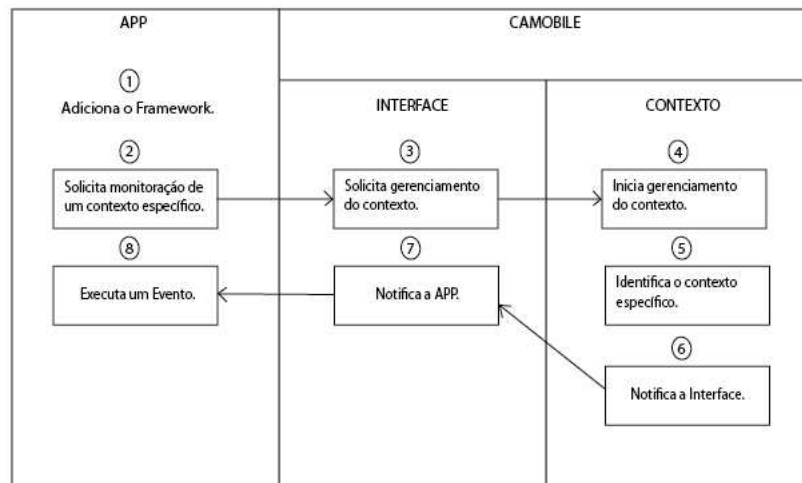 APP
CAMOBILE
INTERFACE
CONTEXTO
1
Adiciona o Framework.
2
Solicita monitoração de
um contexto específico.
3
Solicita gerenciamento
do contexto.
4
Inicia gerenciamento
do contexto.
5
Identifica o contexto
específico.
6
Notifica a Interface.
7
Notifica a APP.
8
Executa um Evento.